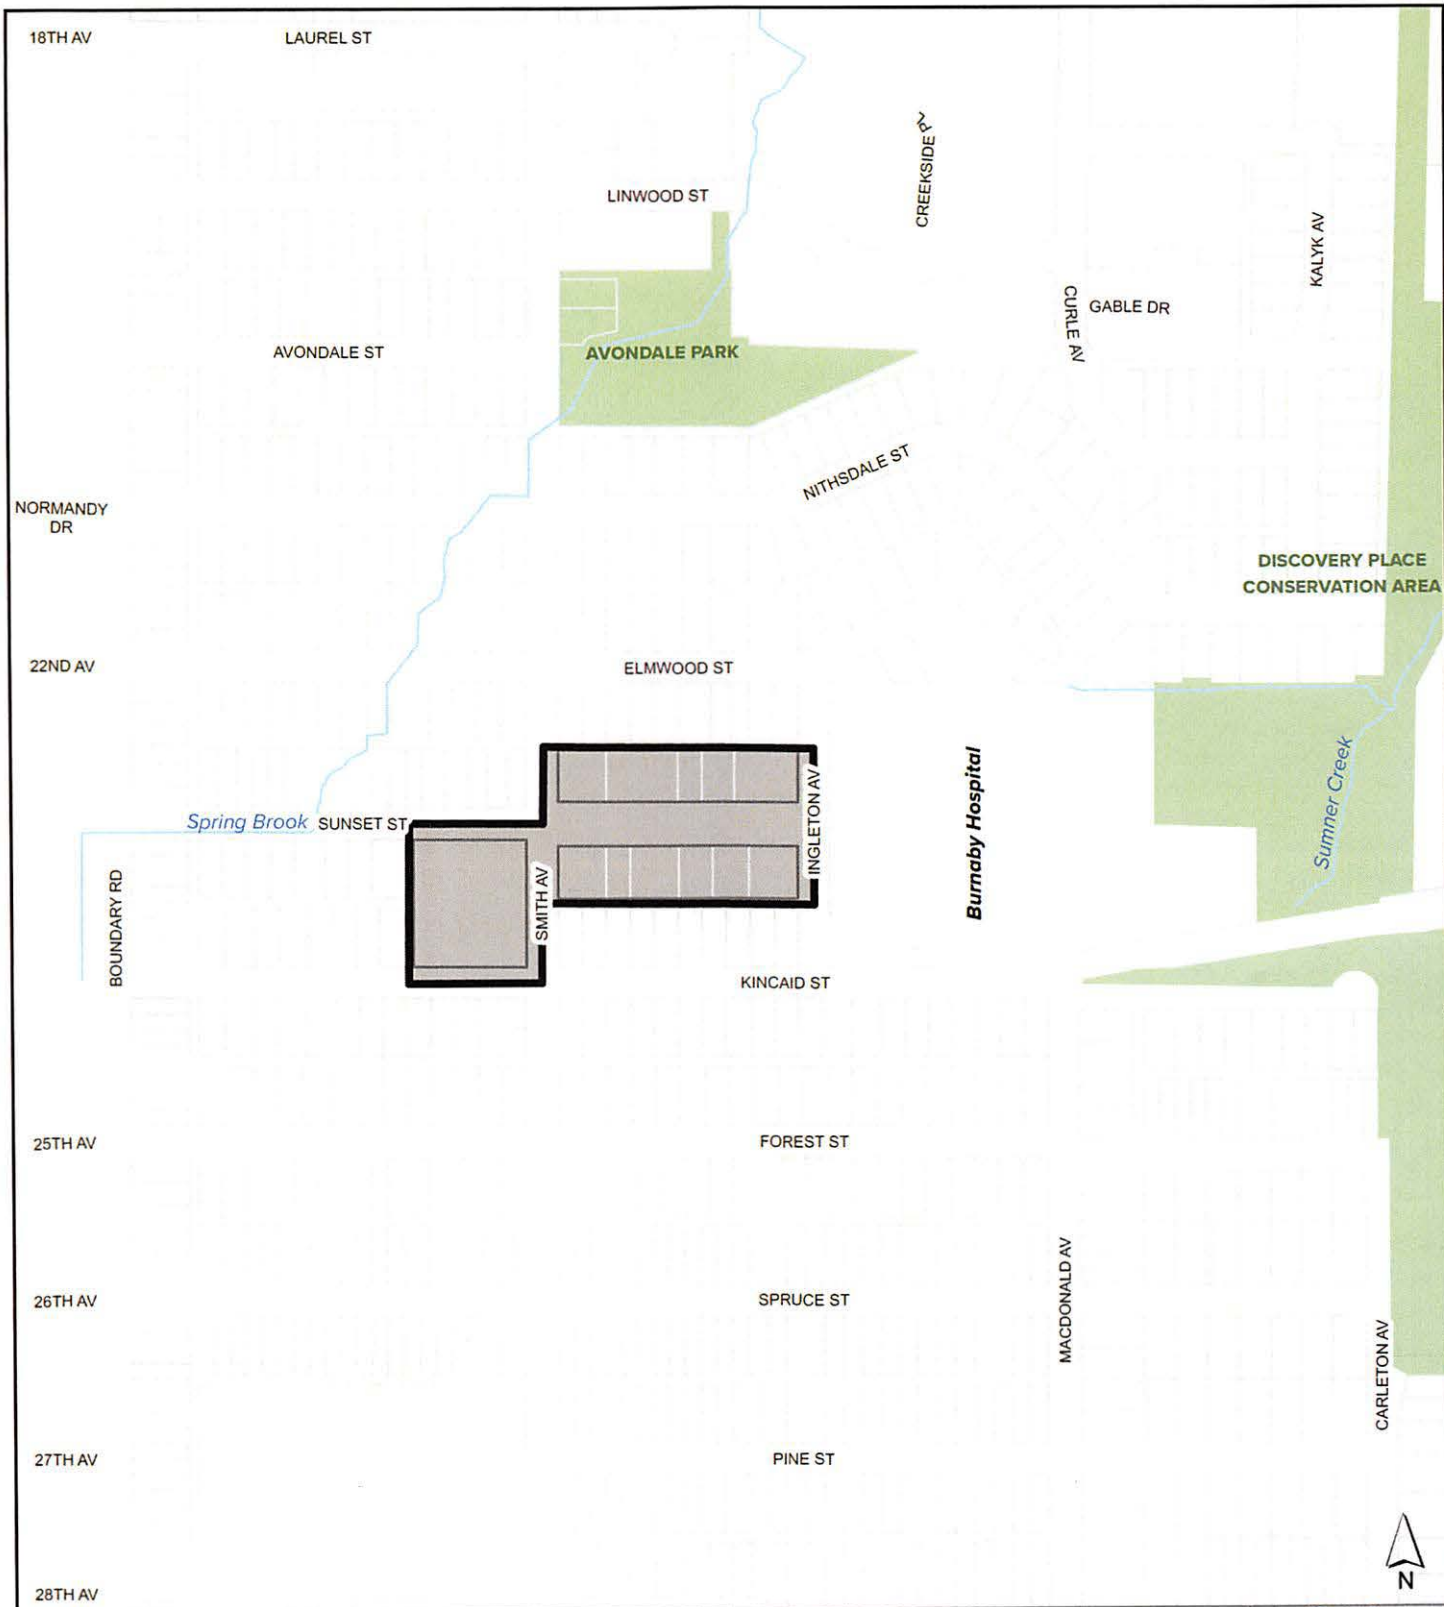 18TH AV
LAUREL ST
CREEKSIDE PL
LINWOOD ST
KALYK AV
CURLE AV
GABLE DR
AVONDALE ST
AVONDALE PARK
NITHSDALE ST
NORMANDY
DR
DISCOVERY PLACE
CONSERVATION AREA
22ND AV
ELMWOOD ST
Spring Brook
SUNSET ST
INGLETON AV
Burnaby Hospital
Sumner Creek
BOUNDARY RD
SMITH AV
KINCAID ST
25TH AV
FOREST ST
26TH AV
SPRUCE ST
MACDONALD AV
CARLETON AV
27TH AV
PINE ST
N
28TH AV